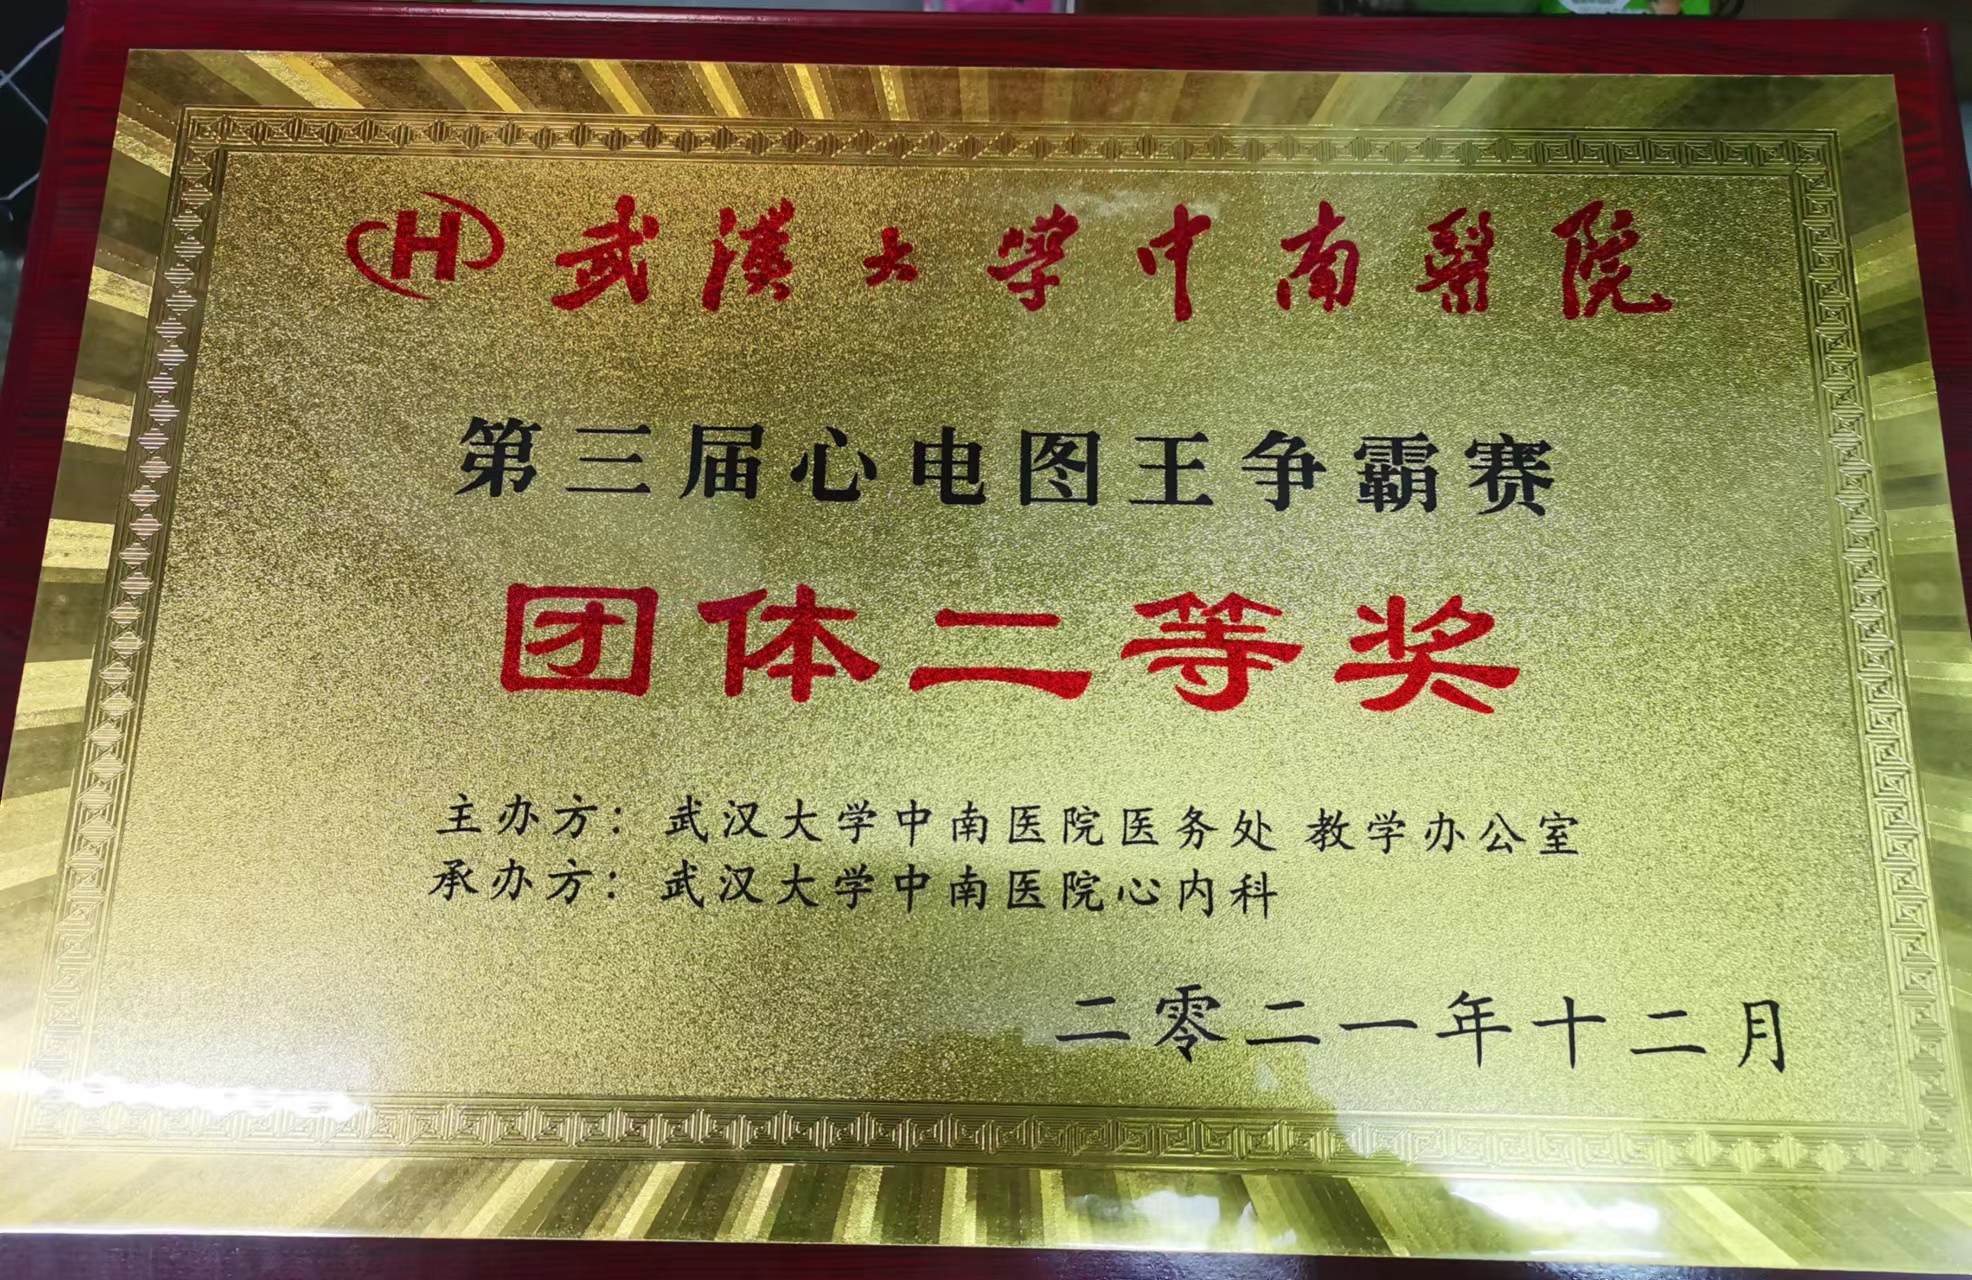 H 武漢大學中南醫院
第三届心电图王争霸赛
团体二等奖
主办方：武汉大学中南医院医务处 教学办公室
承办方：武汉大学中南医院心内科
二零二一年十二月